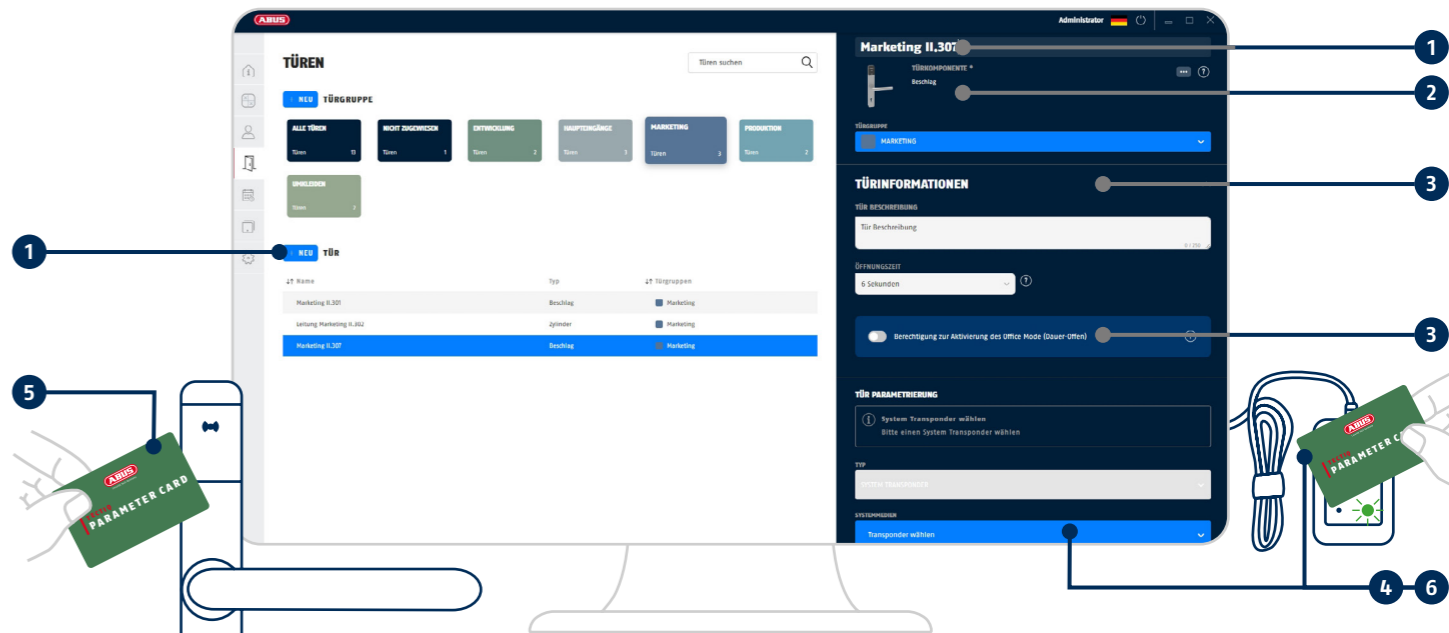 ABUS
Administrator
TÜREN
Türen suchen
NEU TÜRGRUPPE
ALLE TÜREN
Türen 13
NICHT ZUGEWIESEN
Türen 1
ENTWICKLUNG
Türen 2
HAUPTEINGÄNGE
Türen 3
MARKETING
Türen 3
PRODUKTION
Türen 2
UMKLEIDEN
Türen 2
1
NEU TÜR
Name Typ Türgruppen
Marketing II.301 Beschlag Marketing
Leitung Marketing II.302 Zylinder Marketing
Marketing II.307 Beschlag Marketing
Marketing II.307
1
TÜRKOMPONENTE *
Beschlag
2
TÜRGRUPPE
MARKETING
TÜRINFORMATIONEN
3
TÜR BESCHREIBUNG
Tür Beschreibung
0 / 250
ÖFFNUNGSZEIT
6 Sekunden
Berechtigung zur Aktivierung des Office Mode (Dauer-Offen)
3
TÜR PARAMETRIERUNG
System Transponder wählen
Bitte einen System Transponder wählen
TYP
SYSTEM TRANSPONDER
SYSTEMMEDIEN
Transponder wählen
4 6
5
ABUS
PARAMETER CARD
ABUS
PARAMETER C